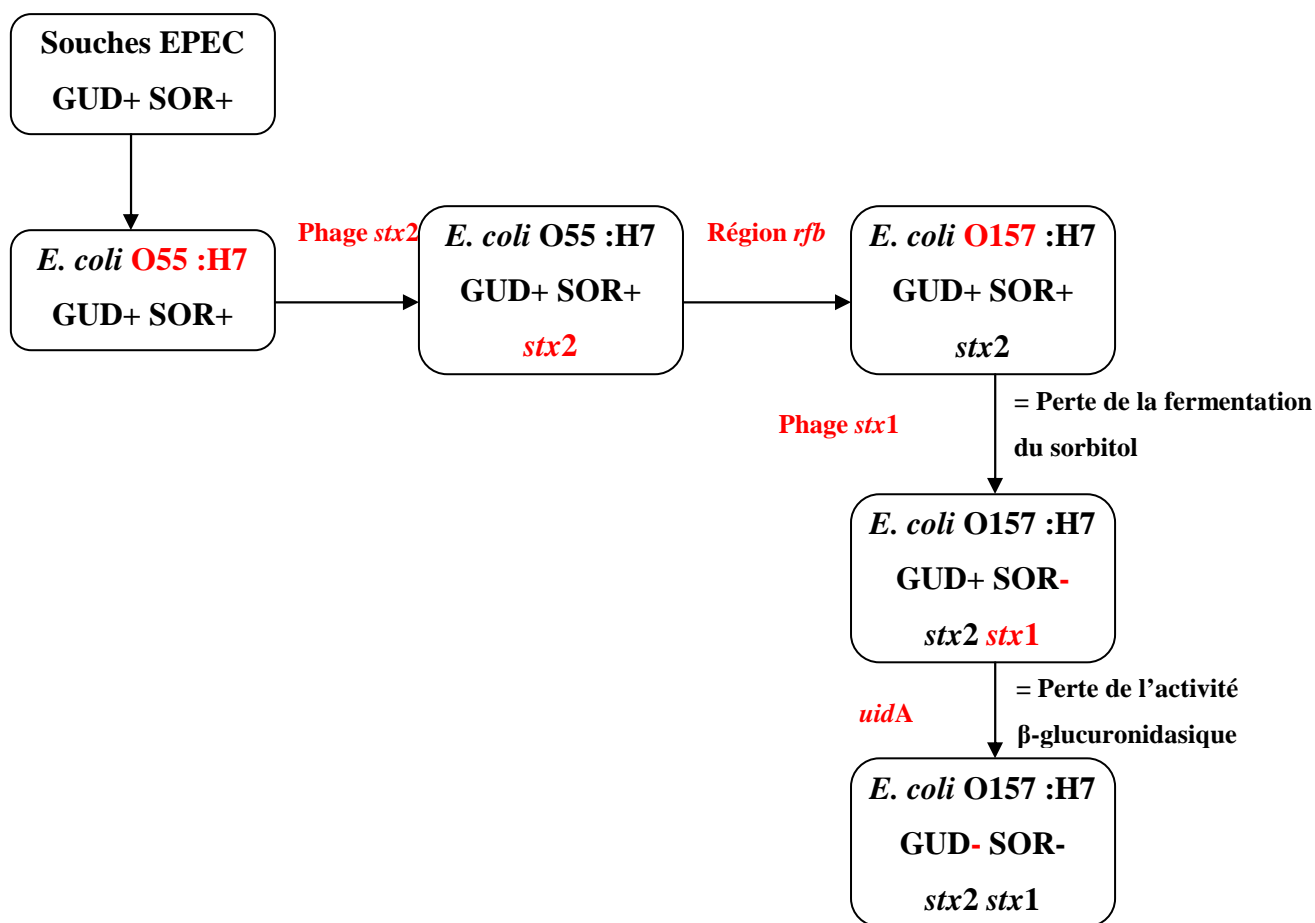 Souches EPEC
GUD+ SOR+
E. coli O55 :H7
GUD+ SOR+
Phage stx2
E. coli O55 :H7
GUD+ SOR+
stx2
Région rfb
E. coli O157 :H7
GUD+ SOR+
stx2
Phage stx1
= Perte de la fermentation
du sorbitol
E. coli O157 :H7
GUD+ SOR-
stx2 stx1
uidA
= Perte de l’activité
β-glucuronidasique
E. coli O157 :H7
GUD- SOR-
stx2 stx1